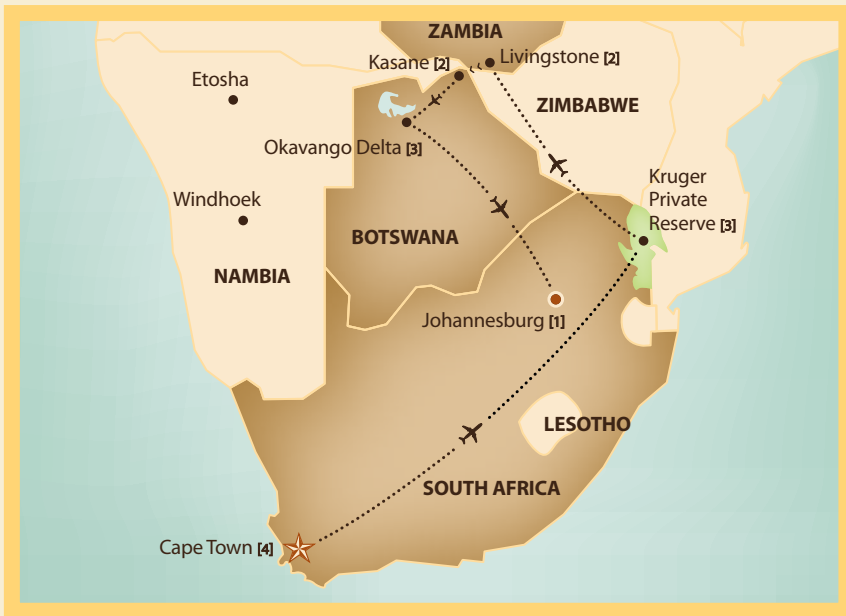 ZAMBIA
Kasane [2]
Livingstone [2]
Etosha
ZIMBABWE
Okavango Delta [3]
Kruger
Private
Reserve [3]
Windhoek
BOTSWANA
NAMBIA
Johannesburg [1]
LESOTHO
SOUTH AFRICA
Cape Town [4]